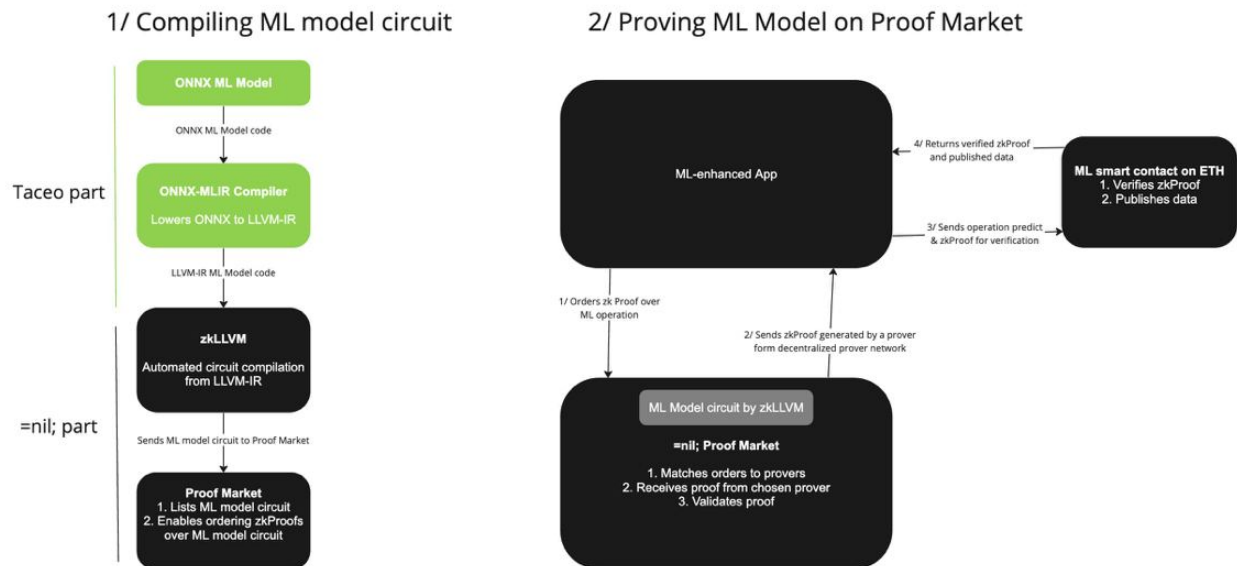 1/ Compiling ML model circuit
ONNX ML Model
ONNX ML Model code
Taceo part
ONNX-MLIR Compiler
Lowers ONNX to LLVM-IR
LLVM-IR ML Model code
zkLLVM
Automated circuit compilation
from LLVM-IR
=nil; part
Sends ML model circuit to Proof Market
Proof Market
1. Lists ML model circuit
2. Enables ordering zkProofs
over ML model circuit
2/ Proving ML Model on Proof Market
ML-enhanced App
4/ Returns verified zkProof
and published data
ML smart contact on ETH
1. Verifies zkProof
2. Publishes data
3/ Sends operation predict
& zkProof for verification
1/ Orders zk Proof over
ML operation
2/ Sends zkProof generated by a prover
form decentralized prover network
ML Model circuit by zkLLVM
=nil; Proof Market
1. Matches orders to provers
2. Receives proof from chosen prover
3. Validates proof